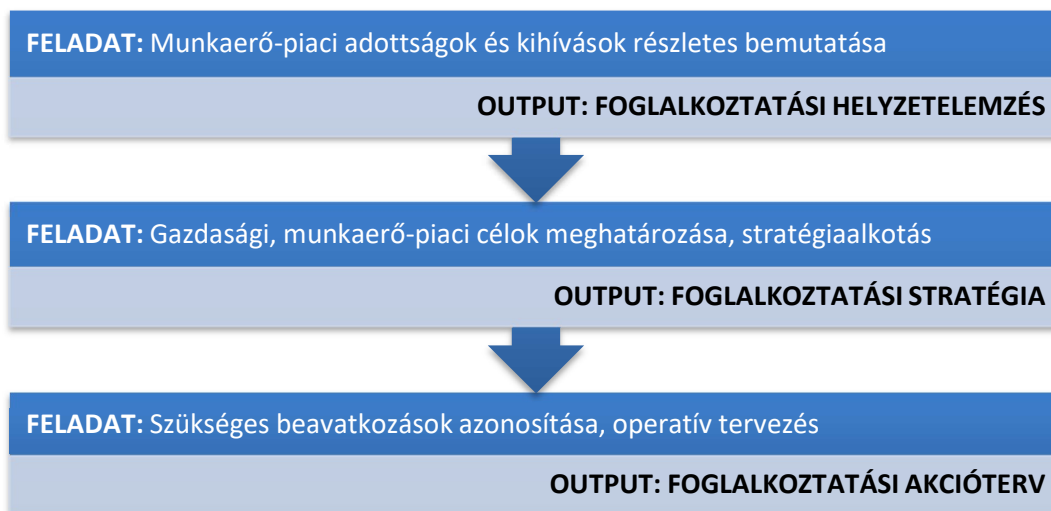 FELADAT: Munkaerő-piaci adottságok és kihívások részletes bemutatása
OUTPUT: FOGLALKOZTATÁSI HELYZETELEMZÉS
FELADAT: Gazdasági, munkaerő-piaci célok meghatározása, stratégiaalkotás
OUTPUT: FOGLALKOZTATÁSI STRATÉGIA
FELADAT: Szükséges beavatkozások azonosítása, operatív tervezés
OUTPUT: FOGLALKOZTATÁSI AKCIÓTERV